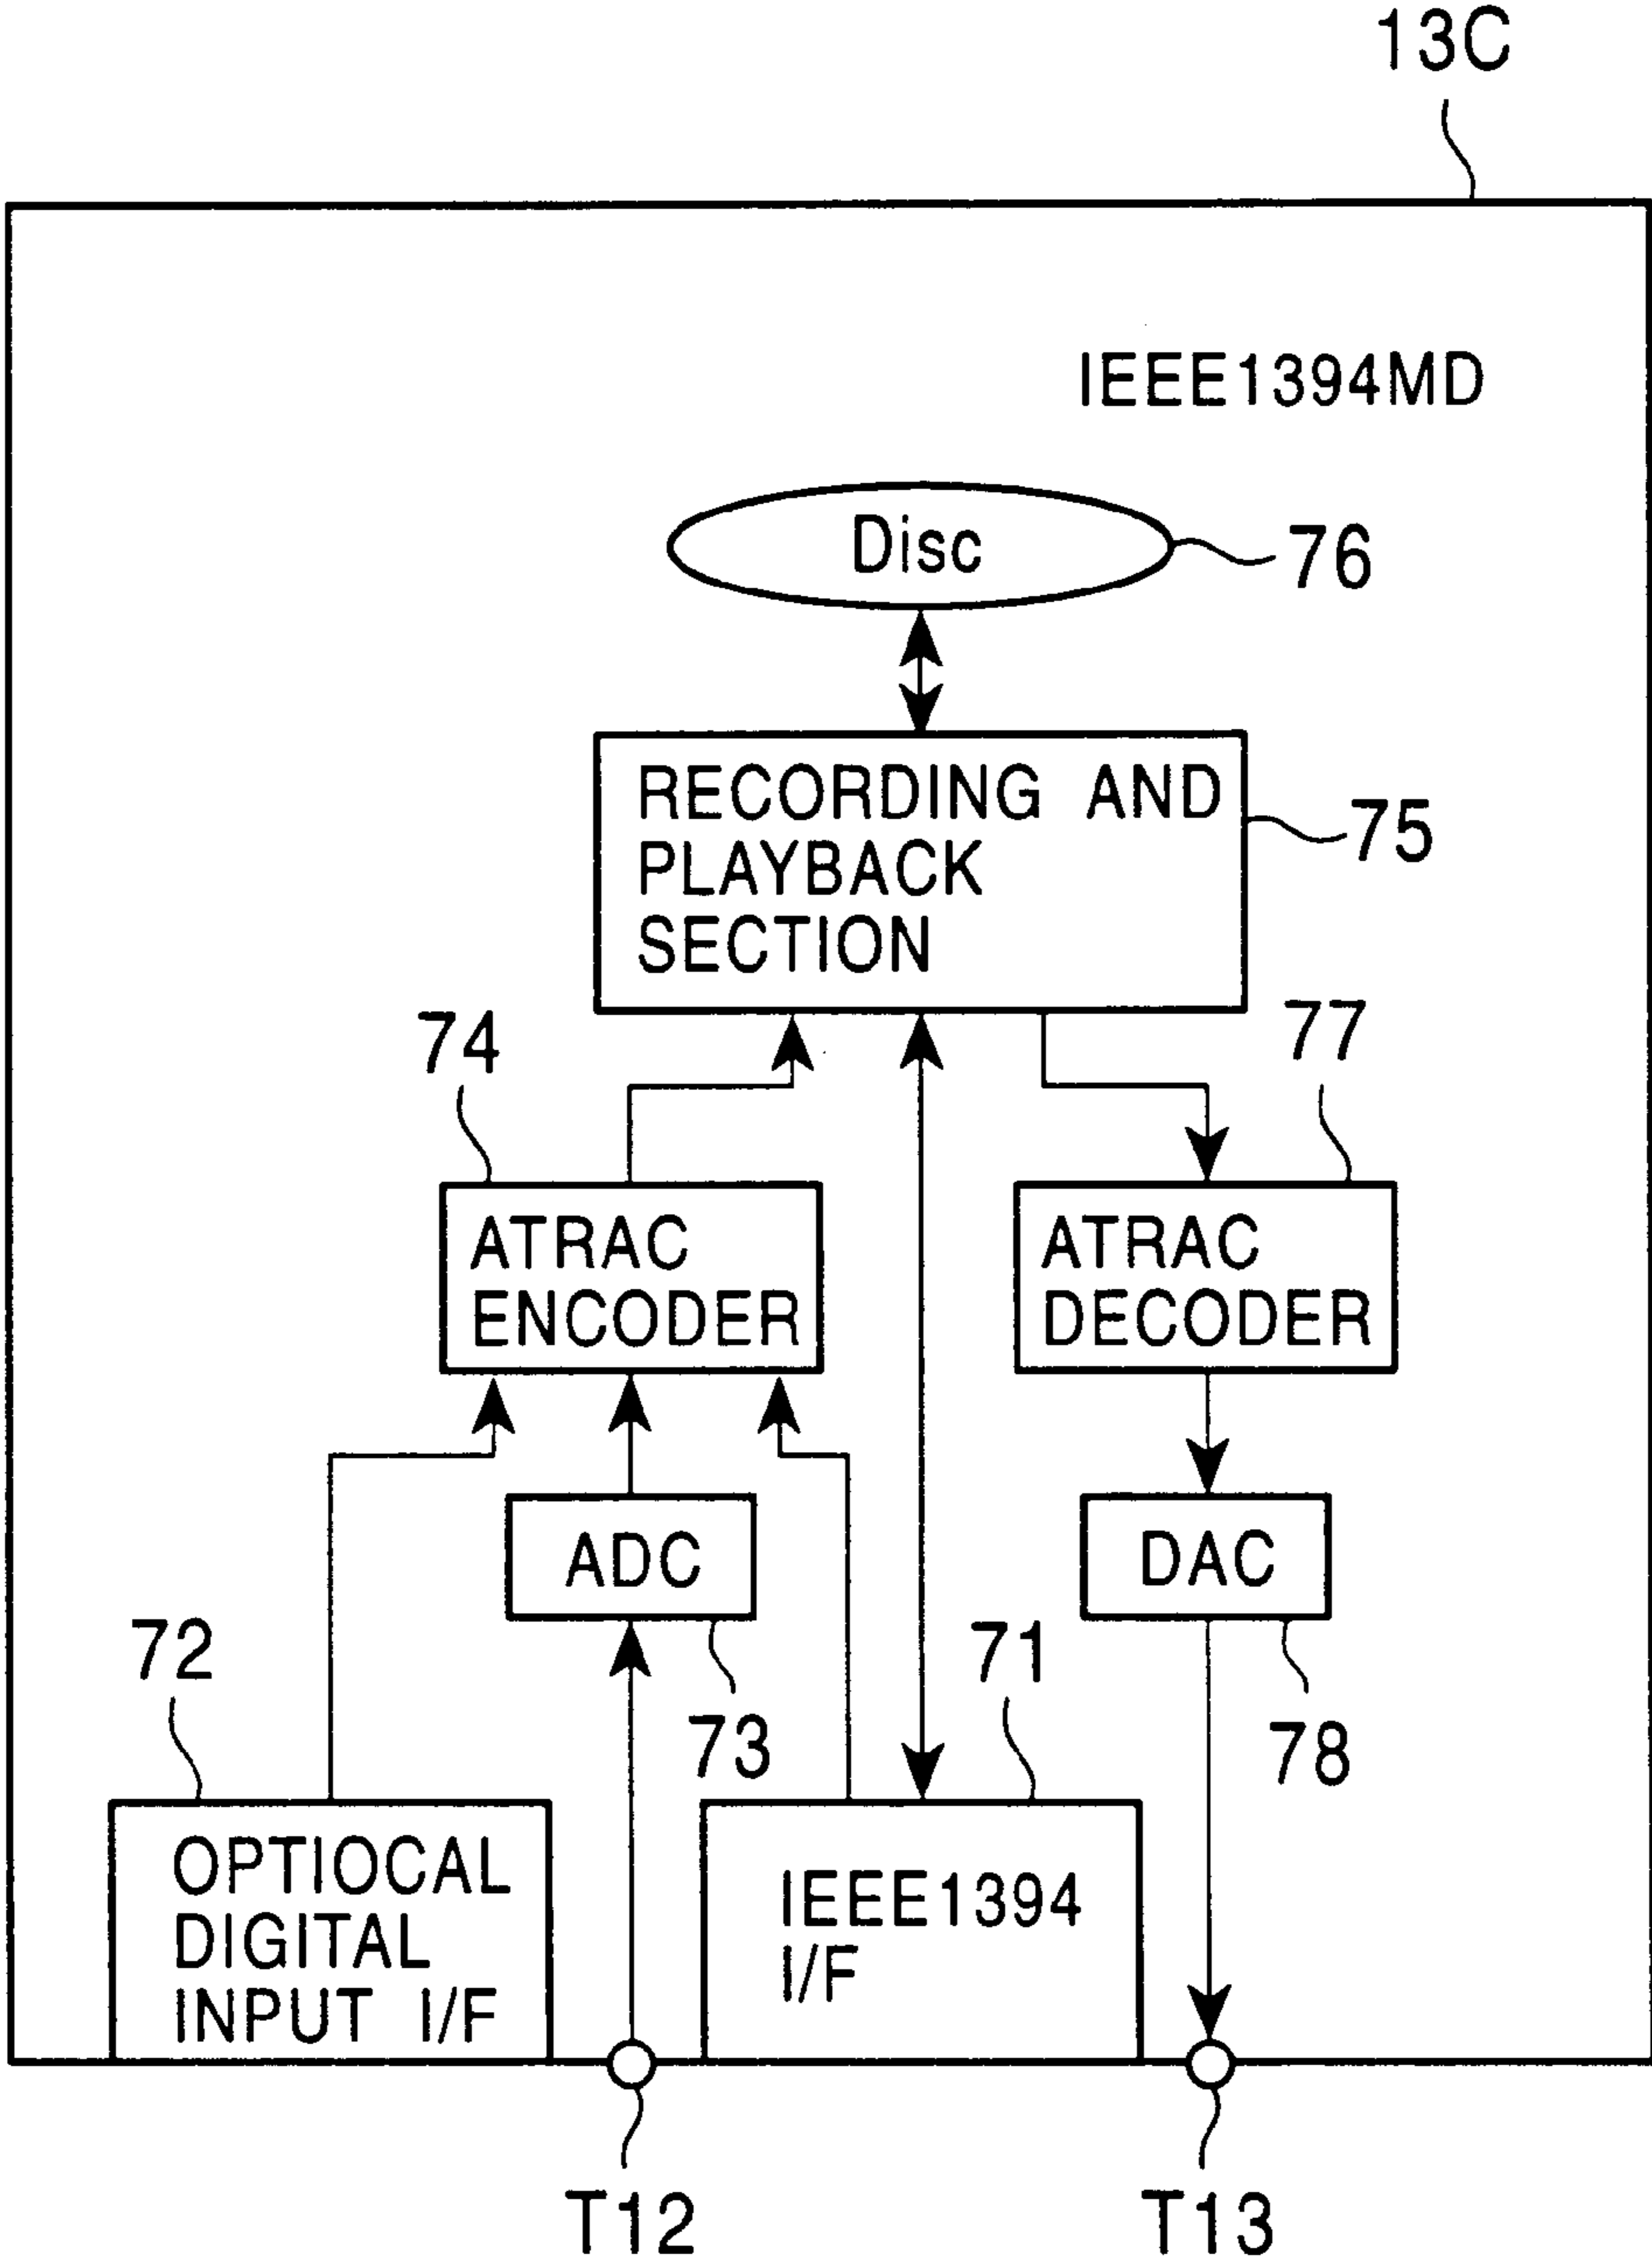 13C
IEEE1394MD
Disc
76
RECORDING AND
PLAYBACK
SECTION
75
74
77
ATRAC
ENCODER
ATRAC
DECODER
ADC
DAC
72
71
73
78
OPTIOCAL
DIGITAL
INPUT I/F
IEEE1394
I/F
T12
T13